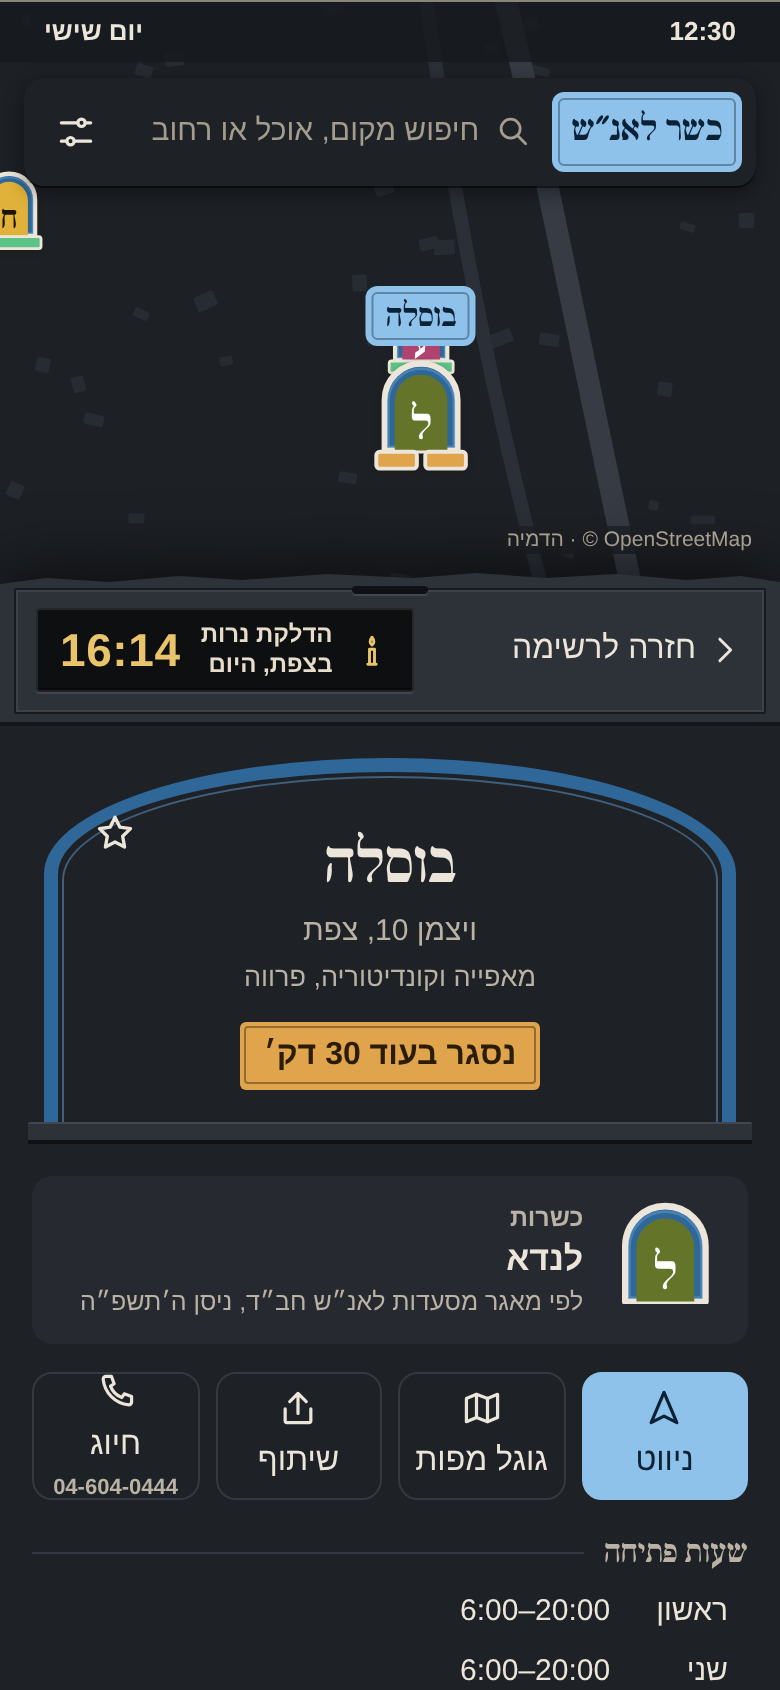 12:30
יום שישי
כשר לאנ״ש
חיפוש מקום, אוכל או רחוב
ח
בוסלה
ל
הדמיה · © OpenStreetMap
חזרה לרשימה
הדלקת נרות
בצפת, היום
16:14
בוסלה
ויצמן 10, צפת
מאפייה וקונדיטוריה, פרווה
נסגר בעוד 30 דק׳
ל
כשרות
לנדא
לפי מאגר מסעדות לאנ״ש חב״ד, ניסן ה׳תשפ״ה
ניווט
גוגל מפות
שיתוף
חיוג
04-604-0444
שעות פתיחה
ראשון 6:00–20:00
שני 6:00–20:00